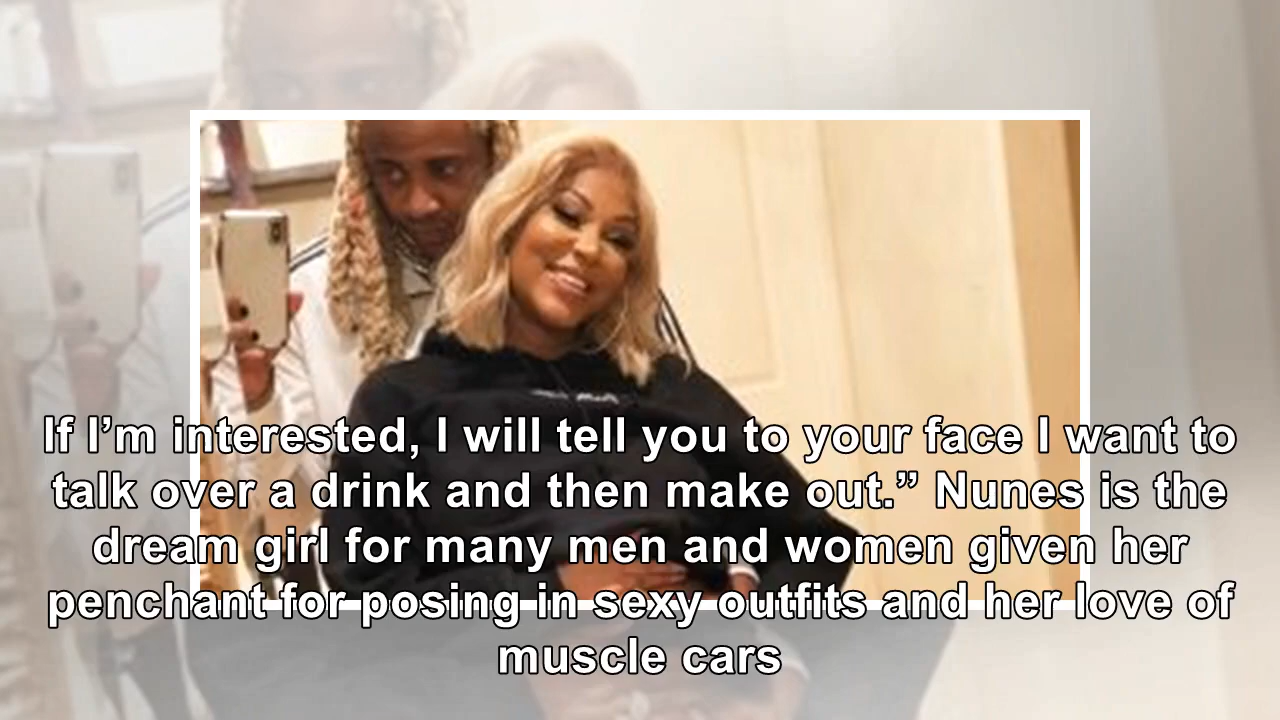 If I’m interested, I will tell you to your face I want to
talk over a drink and then make out.” Nunes is the
dream girl for many men and women given her
penchant for posing in sexy outfits and her love of
muscle cars